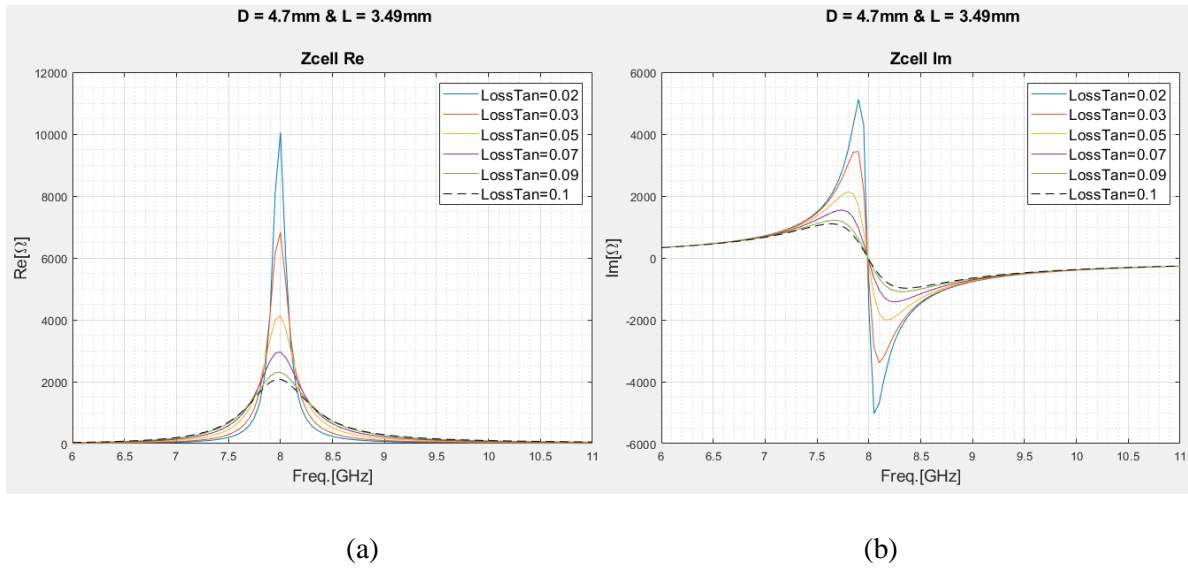 D = 4.7mm & L = 3.49mm
Zcell Re
12000
10000
8000
6000
4000
2000
0
Re[Ω]
6
6.5
7
7.5
8
8.5
9
9.5
10
10.5
11
Freq.[GHz]
LossTan=0.02
LossTan=0.03
LossTan=0.05
LossTan=0.07
LossTan=0.09
LossTan=0.1
(a)
D = 4.7mm & L = 3.49mm
Zcell Im
6000
4000
2000
0
-2000
-4000
-6000
Im[Ω]
6
6.5
7
7.5
8
8.5
9
9.5
10
10.5
11
Freq.[GHz]
LossTan=0.02
LossTan=0.03
LossTan=0.05
LossTan=0.07
LossTan=0.09
LossTan=0.1
(b)